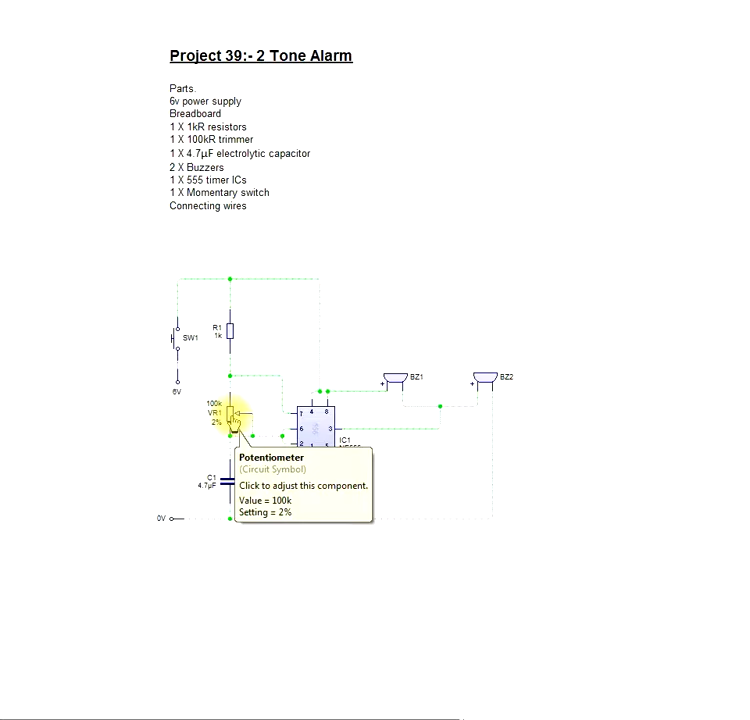 Project 39:- 2 Tone Alarm
Parts.
6v power supply
Breadboard
1 X 1kR resistors
1 X 100kR trimmer
1 X 4.7µF electrolytic capacitor
2 X Buzzers
1 X 555 timer ICs
1 X Momentary switch
Connecting wires
R1
1k
SW1
6V
BZ1
+
BZ2
+
100k
VR1
2%
7
4
8
6
3
2
IC1
Potentiometer
(Circuit Symbol)
Click to adjust this component.
Value = 100k
Setting = 2%
C1
4.7µF
0V